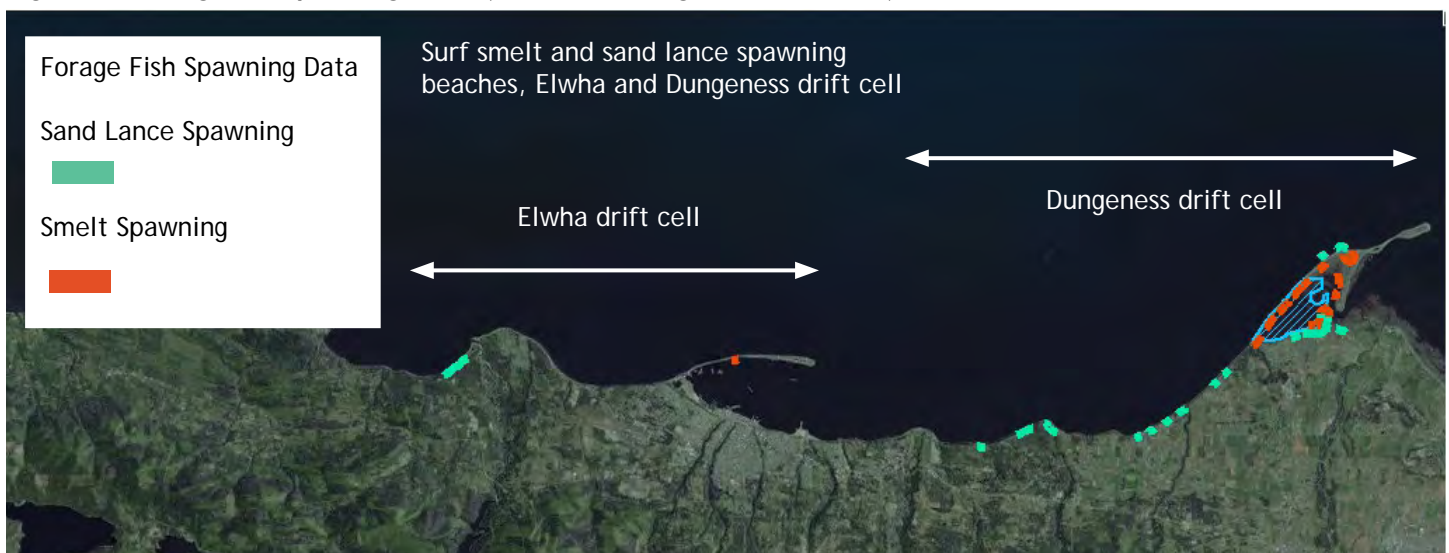 Forage Fish Spawning Data
Sand Lance Spawning
Smelt Spawning
Surf smelt and sand lance spawning
beaches, Elwha and Dungeness drift cell
Elwha drift cell
Dungeness drift cell